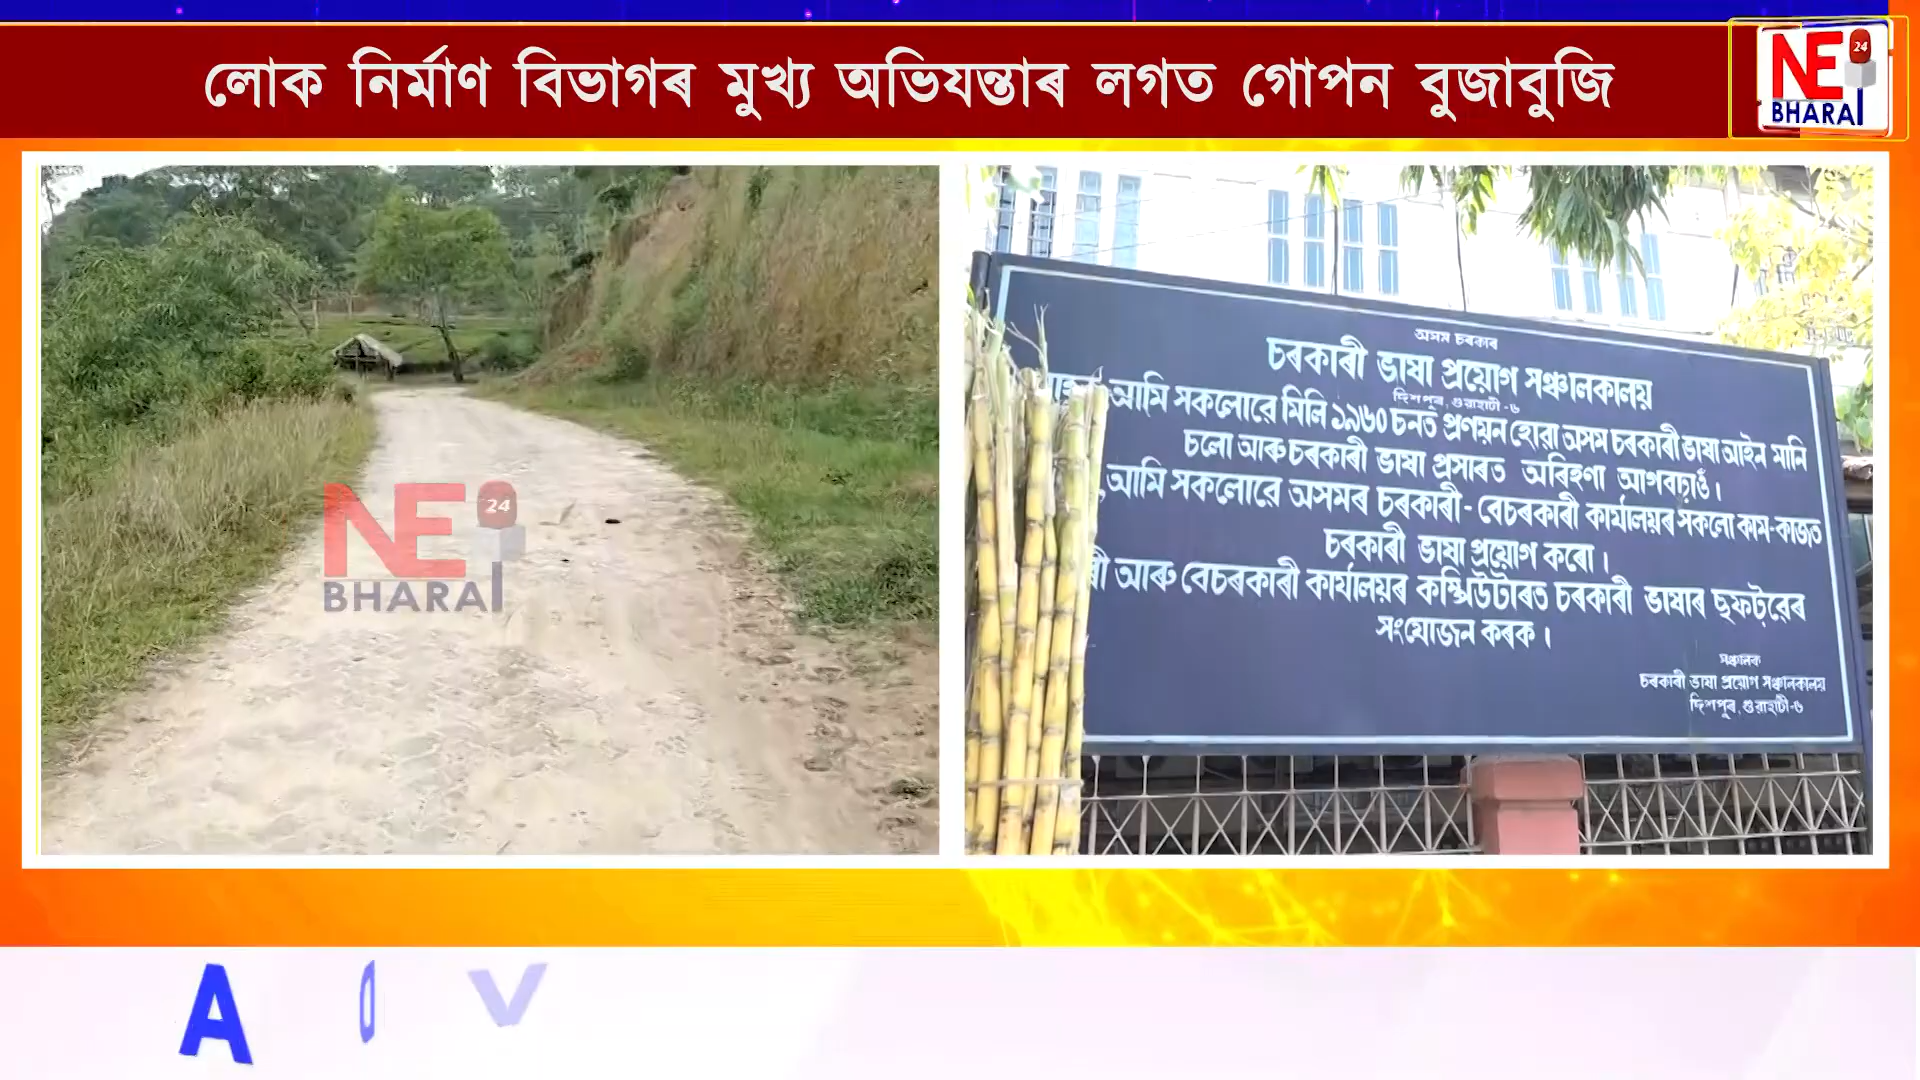 লোক নিৰ্মাণ বিভাগৰ মুখ্য অভিযন্তাৰ লগত গোপন বুজাবুজি
NE 24
BHARAT
NE 24
BHARAT
অসম চৰকাৰ
চৰকাৰী ভাষা প্ৰয়োগ সঞ্চালকালয়
দিশপুৰ, গুৱাহাটী-৬
আমি সকলোৱে মিলি ১৯৬০ চনত প্ৰণয়ন হোৱা অসম চৰকাৰী ভাষা আইন মানি
চলো আৰু চৰকাৰী ভাষা প্ৰসাৰত অৰিহণা আগবঢ়াওঁ।
,আমি সকলোৱে অসমৰ চৰকাৰী-বেচৰকাৰী কাৰ্যালয়ৰ সকলো কাম-কাজত
চৰকাৰী ভাষা প্ৰয়োগ কৰো।
আৰু বেচৰকাৰী কাৰ্যালয়ৰ কম্পিউটাৰত চৰকাৰী ভাষাৰ ছফটৱেৰ
সংযোজন কৰক।
সঞ্চালক
চৰকাৰী ভাষা প্ৰয়োগ সঞ্চালকালয়
দিশপুৰ, গুৱাহাটী-৬
A V